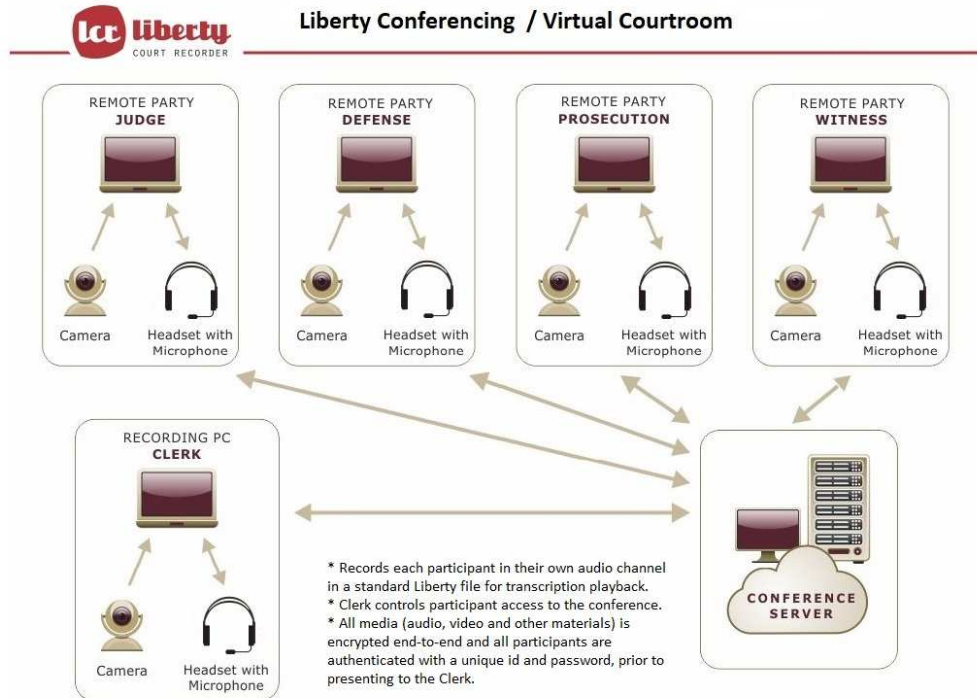 lcr liberty
COURT RECORDER
Liberty Conferencing / Virtual Courtroom
REMOTE PARTY
JUDGE
Camera
Headset with
Microphone
REMOTE PARTY
DEFENSE
Camera
Headset with
Microphone
REMOTE PARTY
PROSECUTION
Camera
Headset with
Microphone
REMOTE PARTY
WITNESS
Camera
Headset with
Microphone
RECORDING PC
CLERK
Camera
Headset with
Microphone
* Records each participant in their own audio channel
in a standard Liberty file for transcription playback.
* Clerk controls participant access to the conference.
* All media (audio, video and other materials) is
encrypted end-to-end and all participants are
authenticated with a unique id and password, prior to
presenting to the Clerk.
CONFERENCE
SERVER